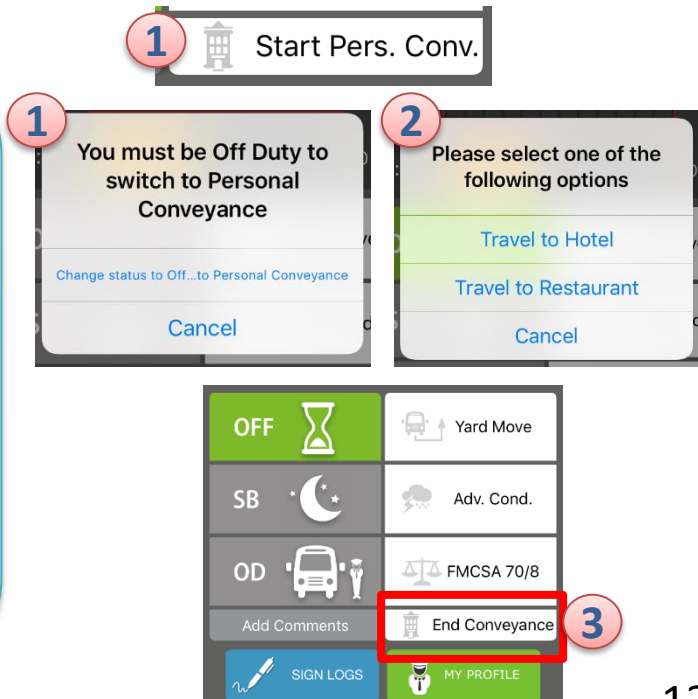 1
Start Pers. Conv.
1
You must be Off Duty to
switch to Personal
Conveyance
Change status to Off...to Personal Conveyance
Cancel
2
Please select one of the
following options
Travel to Hotel
Travel to Restaurant
Cancel
OFF
Yard Move
SB
Adv. Cond.
OD
FMCSA 70/8
Add Comments
End Conveyance
3
SIGN LOGS
MY PROFILE